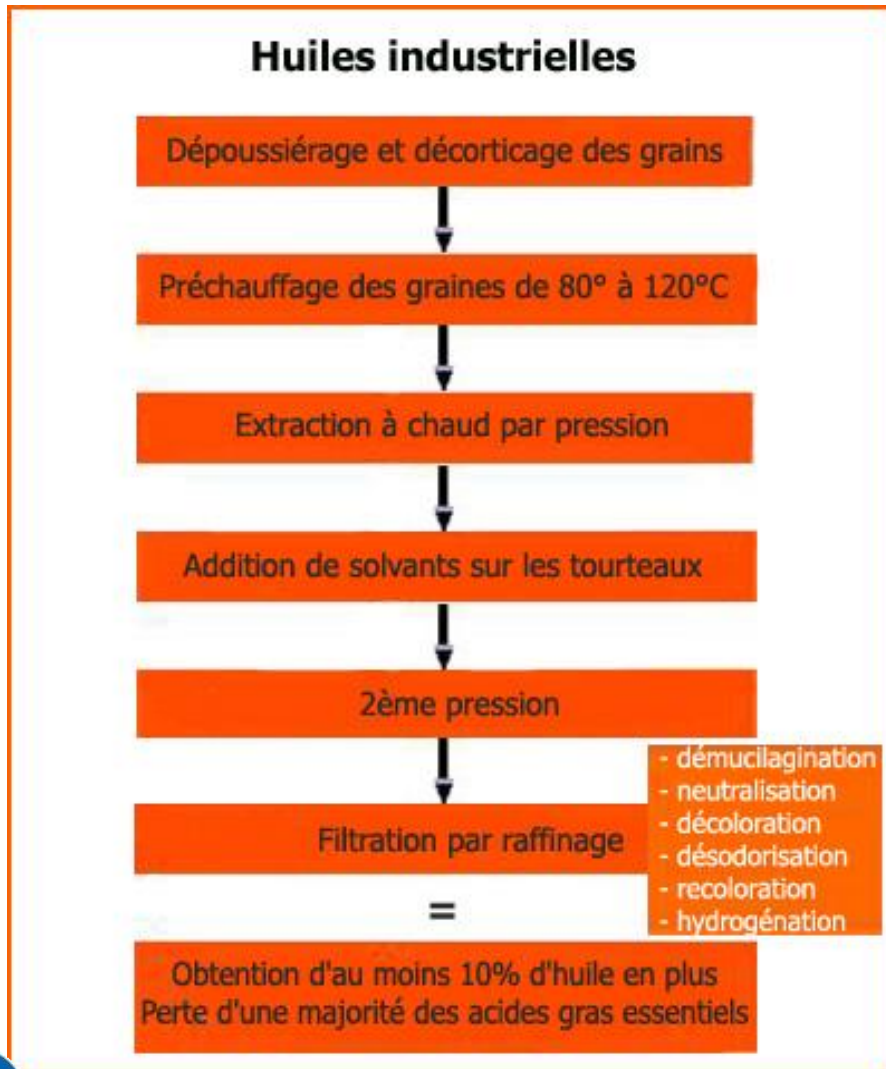 Huiles industrielles
Dépoussiérage et décorticage des grains
Préchauffage des graines de 80° à 120°C
Extraction à chaud par pression
Addition de solvants sur les tourteaux
2ème pression
Filtration par raffinage
- démucilagination
- neutralisation
- décoloration
- désodorisation
- recoloration
- hydrogénation
=
Obtention d'au moins 10% d'huile en plus
Perte d'une majorité des acides gras essentiels